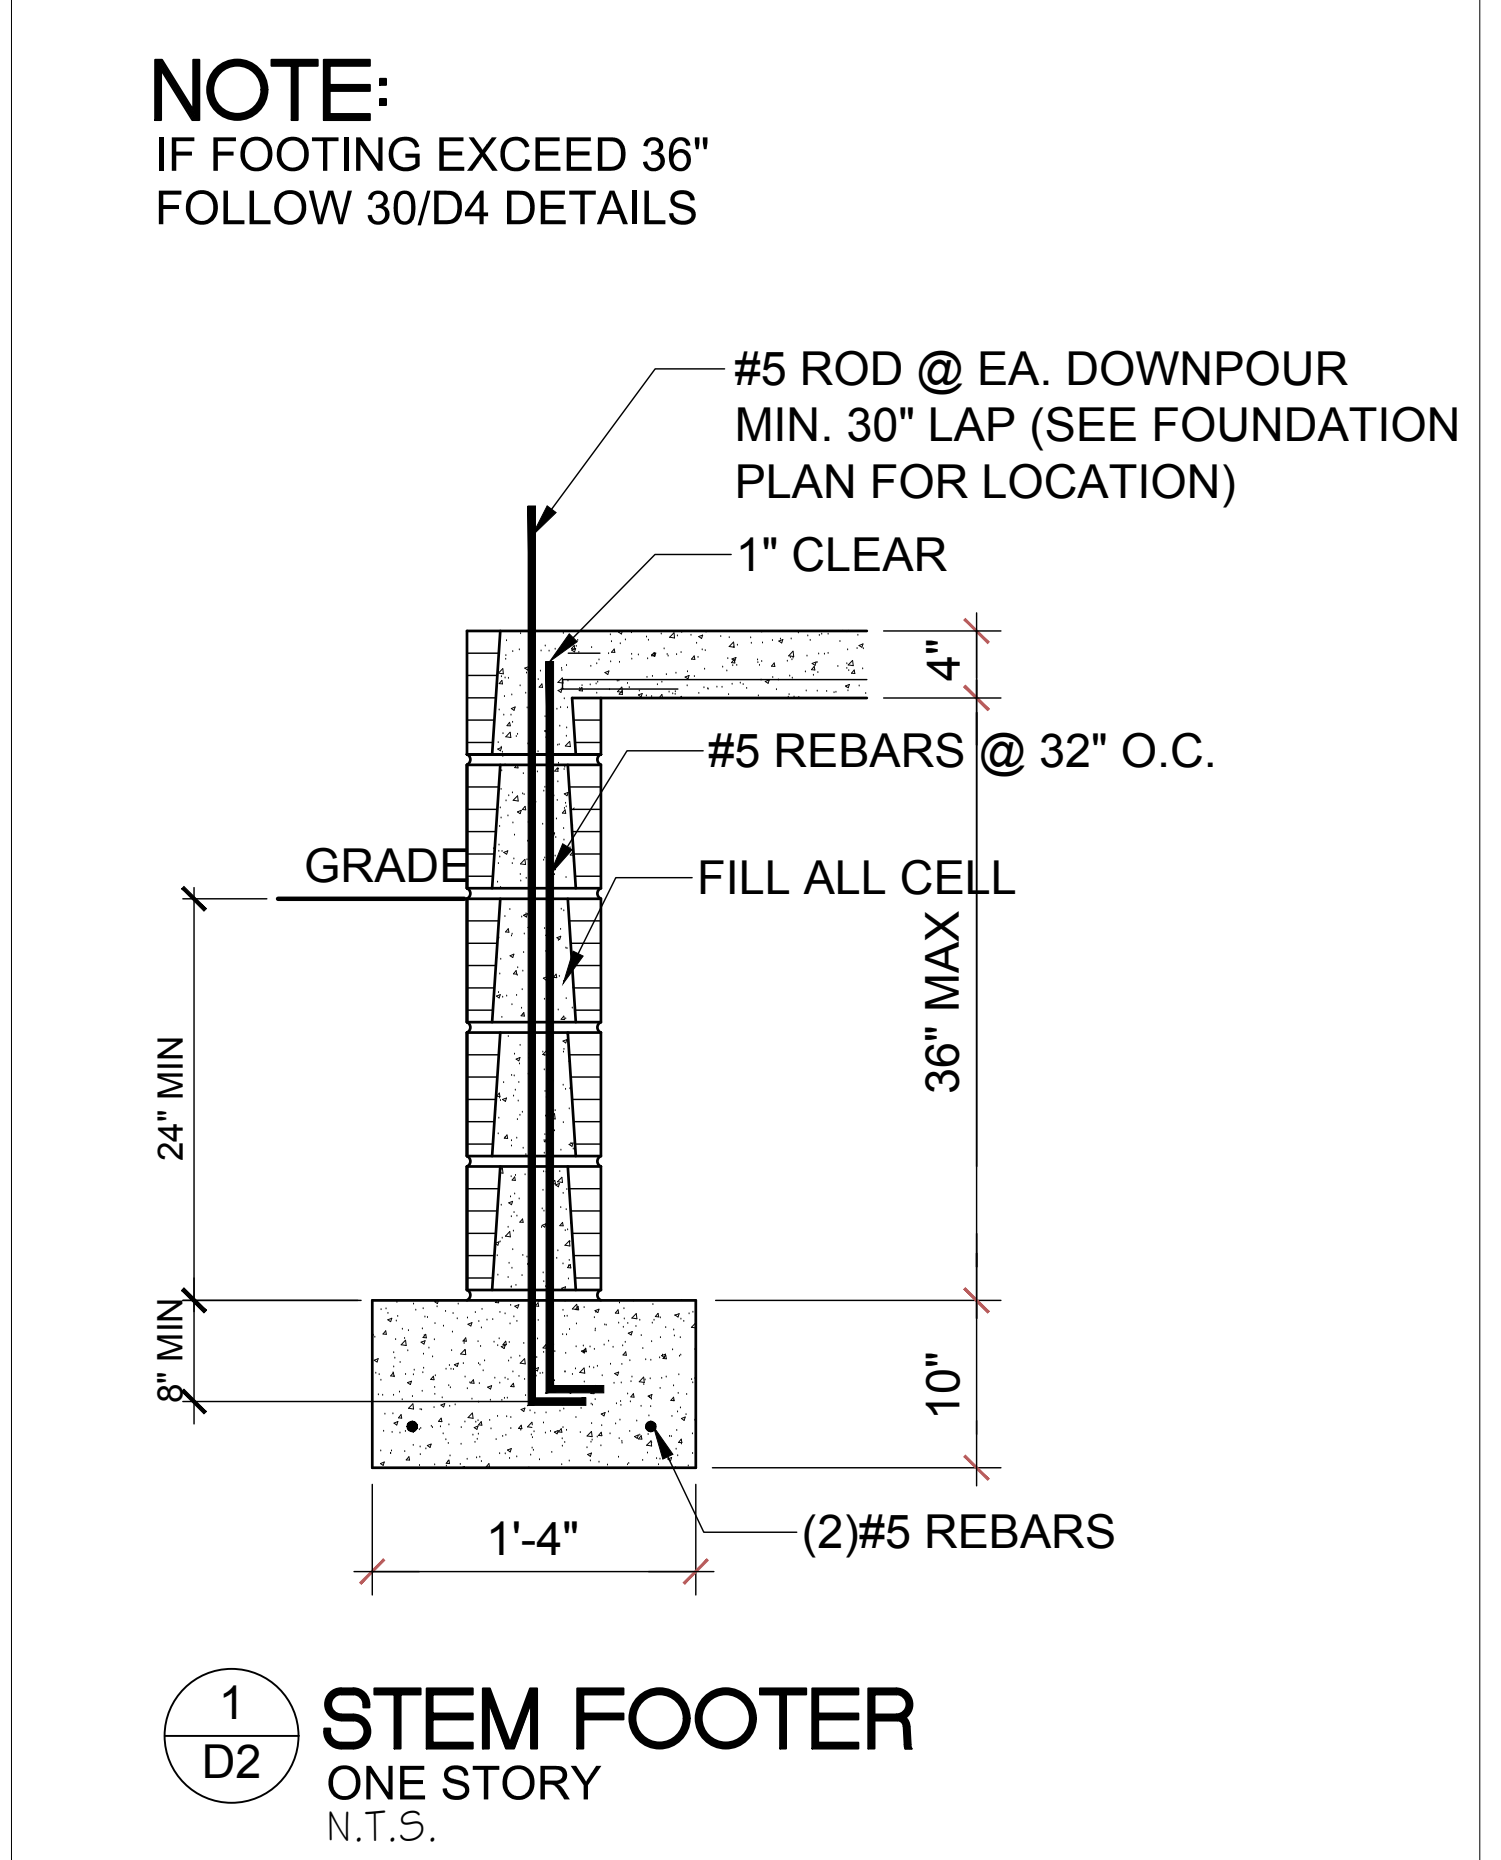 NOTE:
IF FOOTING EXCEED 36"
FOLLOW 30/D4 DETAILS
#5 ROD @ EA. DOWNPOUR
MIN. 30" LAP (SEE FOUNDATION
PLAN FOR LOCATION)
1" CLEAR
4"
#5 REBARS @ 32" O.C.
GRADE
FILL ALL CELL
36" MAX
24" MIN
8" MIN
10"
1'-4"
(2)#5 REBARS
1
D2
STEM FOOTER
ONE STORY
N.T.S.